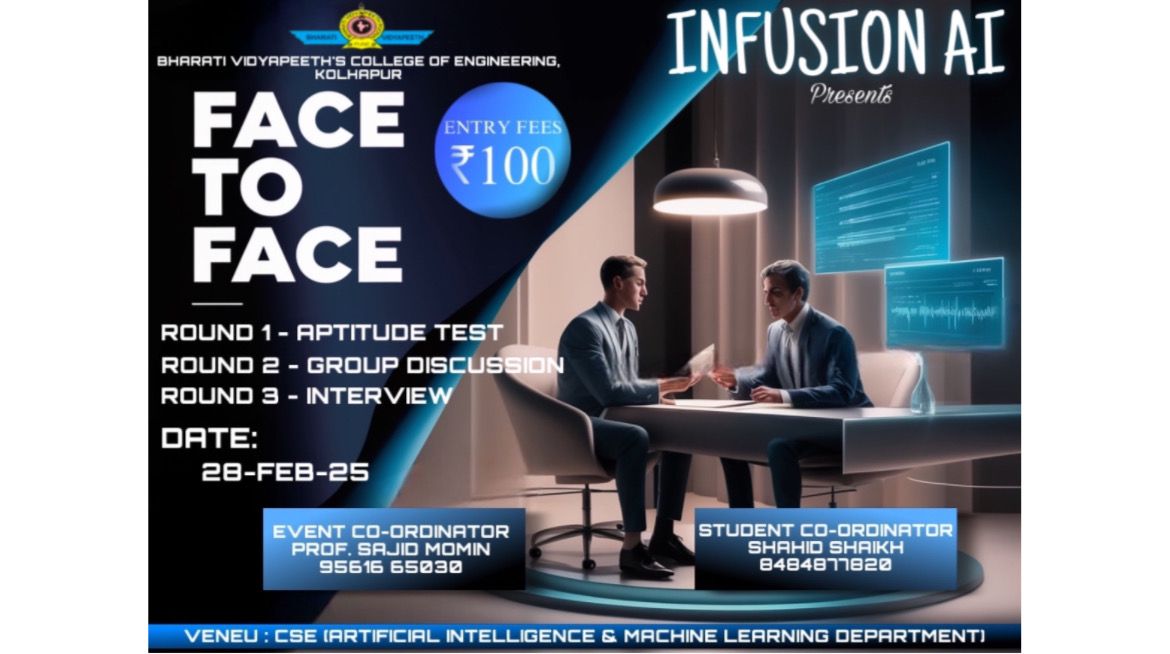 BHARATI VIDYAPEETH
BHARATI VIDYAPEETH'S COLLEGE OF ENGINEERING,
KOLHAPUR
INFUSION AI
Presents
FACE
TO
FACE
ENTRY FEES
₹100
ROUND 1 - APTITUDE TEST
ROUND 2 - GROUP DISCUSSION
ROUND 3 - INTERVIEW
DATE:
28-FEB-25
EVENT CO-ORDINATOR
PROF. SAJID MOMIN
95616 65030
STUDENT CO-ORDINATOR
SHAHID SHAIKH
8484877820
VENEU : CSE (ARTIFICIAL INTELLIGENCE & MACHINE LEARNING DEPARTMENT)